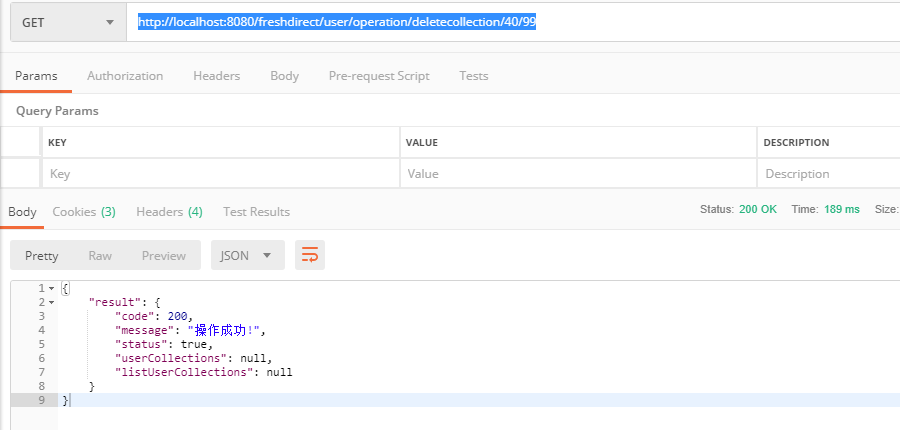 GET http://localhost:8080/freshdirect/user/operation/deletecollection/40/99
Params Authorization Headers Body Pre-request Script Tests
Query Params
KEY VALUE DESCRIPTION
Key Value Description
Body Cookies (3) Headers (4) Test Results Status: 200 OK Time: 189 ms Size:
Pretty Raw Preview JSON
1 {
2 "result": {
3 "code": 200,
4 "message": "操作成功!",
5 "status": true,
6 "userCollections": null,
7 "listUserCollections": null
8 }
9 }